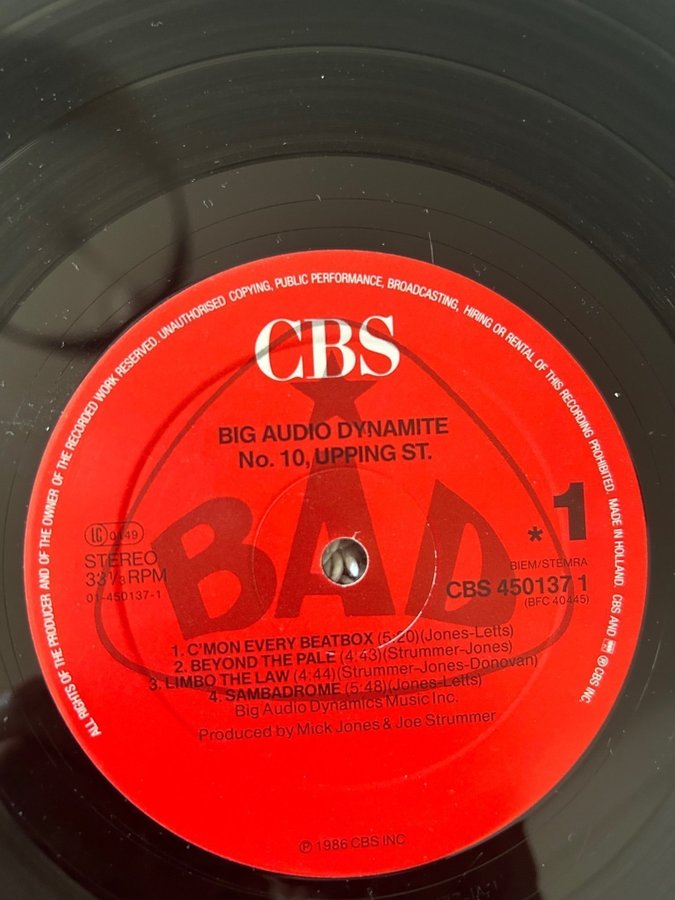 ALL RIGHTS OF THE PRODUCER AND OF THE OWNER OF THE RECORDED WORK RESERVED. UNAUTHORISED COPYING, PUBLIC PERFORMANCE, BROADCASTING, HIRING OR RENTAL OF THIS RECORDING PROHIBITED. MADE IN HOLLAND. CBS AND ℗ CBS INC.
CBS
BIG AUDIO DYNAMITE
No. 10, UPPING ST.
BAD
LC 0149
STEREO
33⅓ RPM
01-450137-1
* 1
BIEM/STEMRA
CBS 450137 1
(BFC 40445)
1. C'MON EVERY BEATBOX (5:20)(Jones-Letts)
2. BEYOND THE PALE (4:43)(Strummer-Jones)
3. LIMBO THE LAW (4:44)(Strummer-Jones-Donovan)
4. SAMBADROME (5:48)(Jones-Letts)
Big Audio Dynamics Music Inc.
Produced by Mick Jones & Joe Strummer
℗ 1986 CBS INC